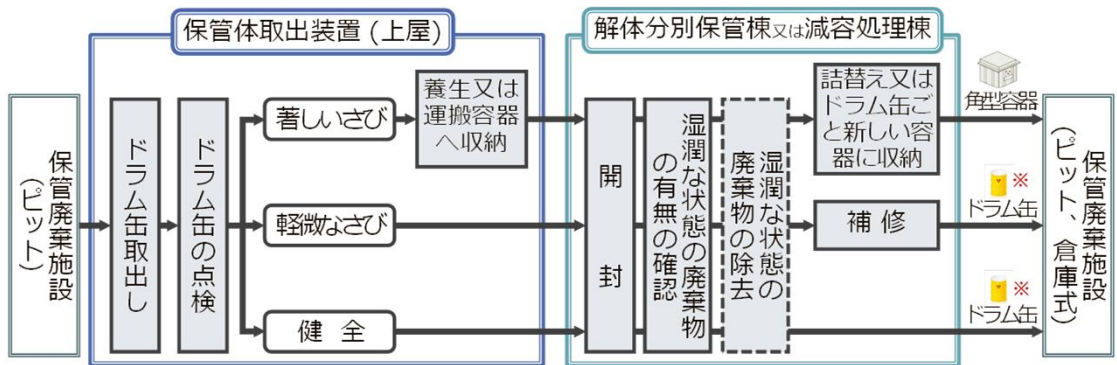 保管体取出装置 (上屋)
解体分別保管棟又は減容処理棟
保管廃棄施設
(ピット)
ドラム缶取出し
ドラム缶の点検
著しいさび
養生又は
運搬容器
へ収納
軽微なさび
健 全
開 封
湿潤な状態の廃棄物
の有無の確認
湿潤な状態の
廃棄物の除去
詰替え又は
ドラム缶ご
と新しい容
器に収納
補 修
角型容器
※
ドラム缶
※
ドラム缶
保管廃棄施設
(ピット、倉庫式)